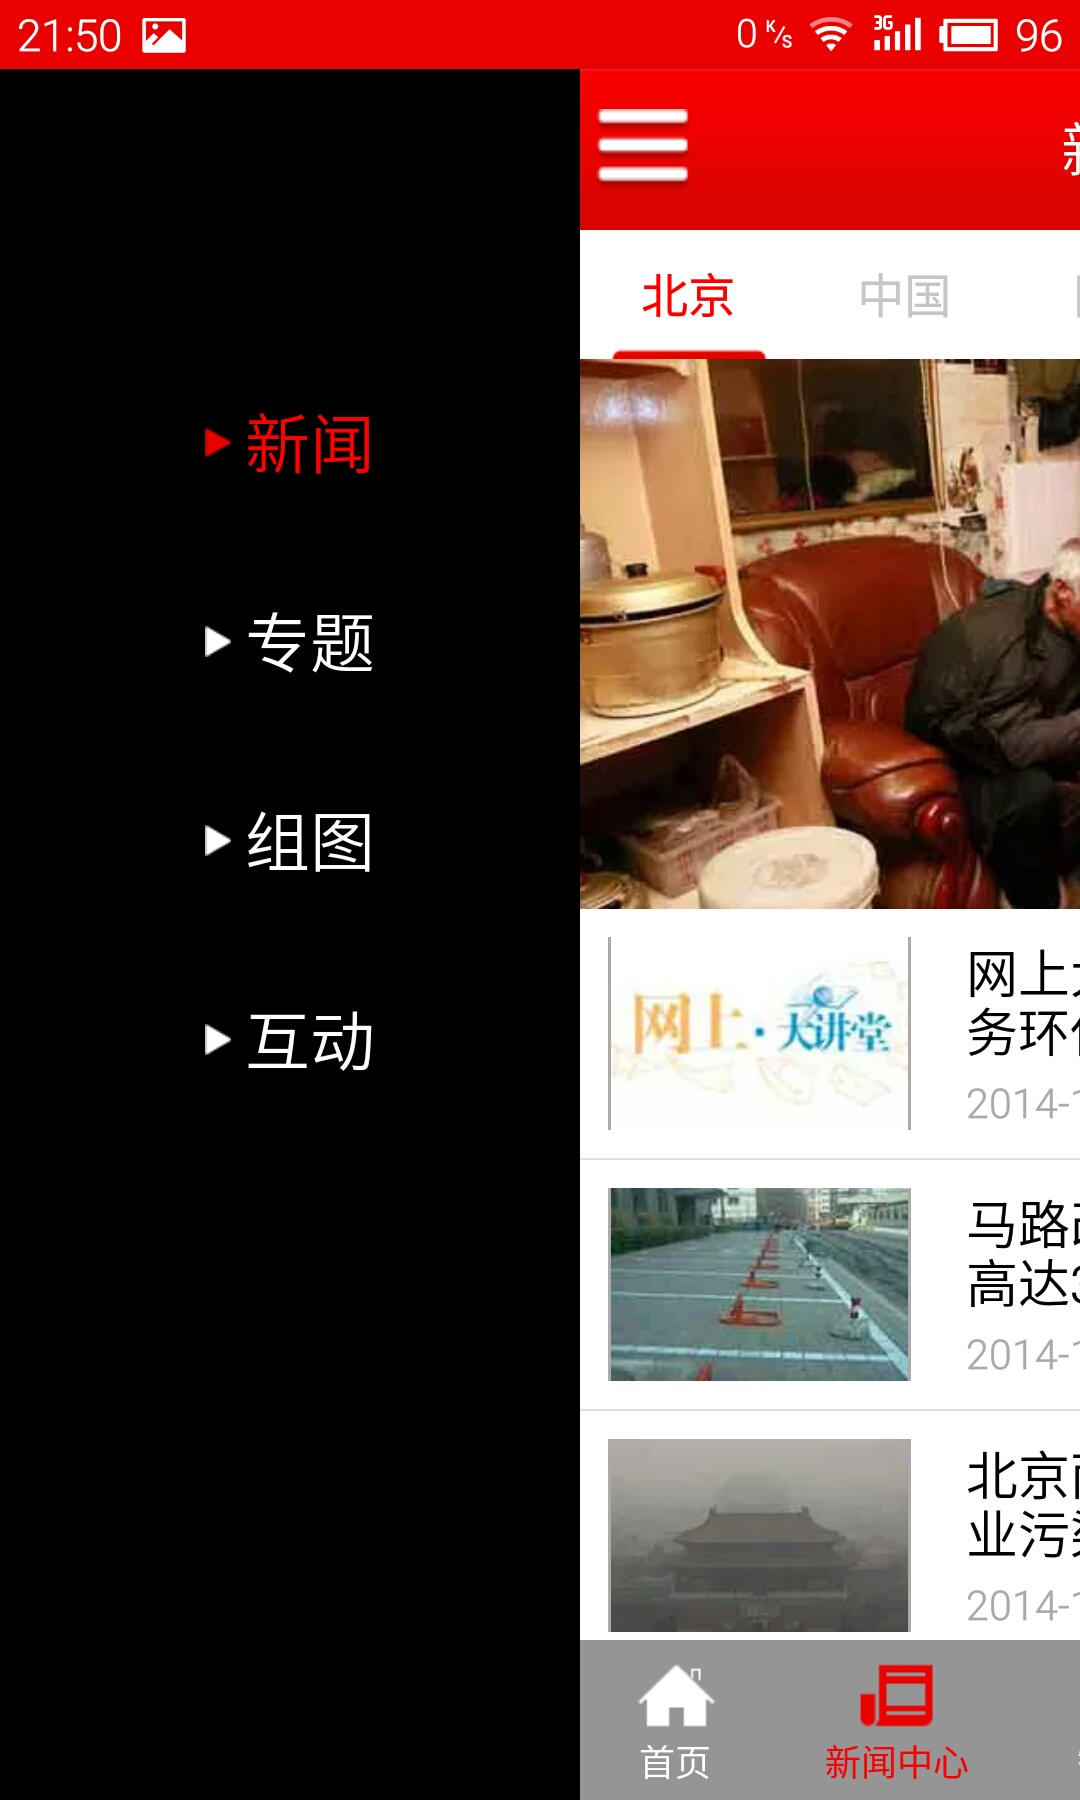 21:50
0 K/s
3G
96
新闻
专题
组图
互动
北京
中国
网上·大讲堂
网上
务环
2014-
马路
高达
2014-
北京
业污
2014-
首页
新闻中心